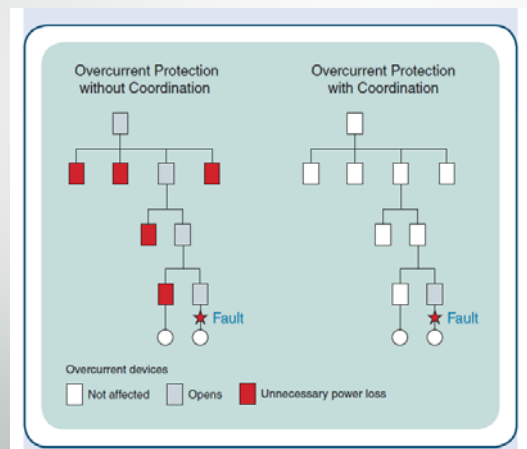 Overcurrent Protection
without Coordination
Overcurrent Protection
with Coordination
Fault
Fault
Overcurrent devices
Not affected
Opens
Unnecessary power loss